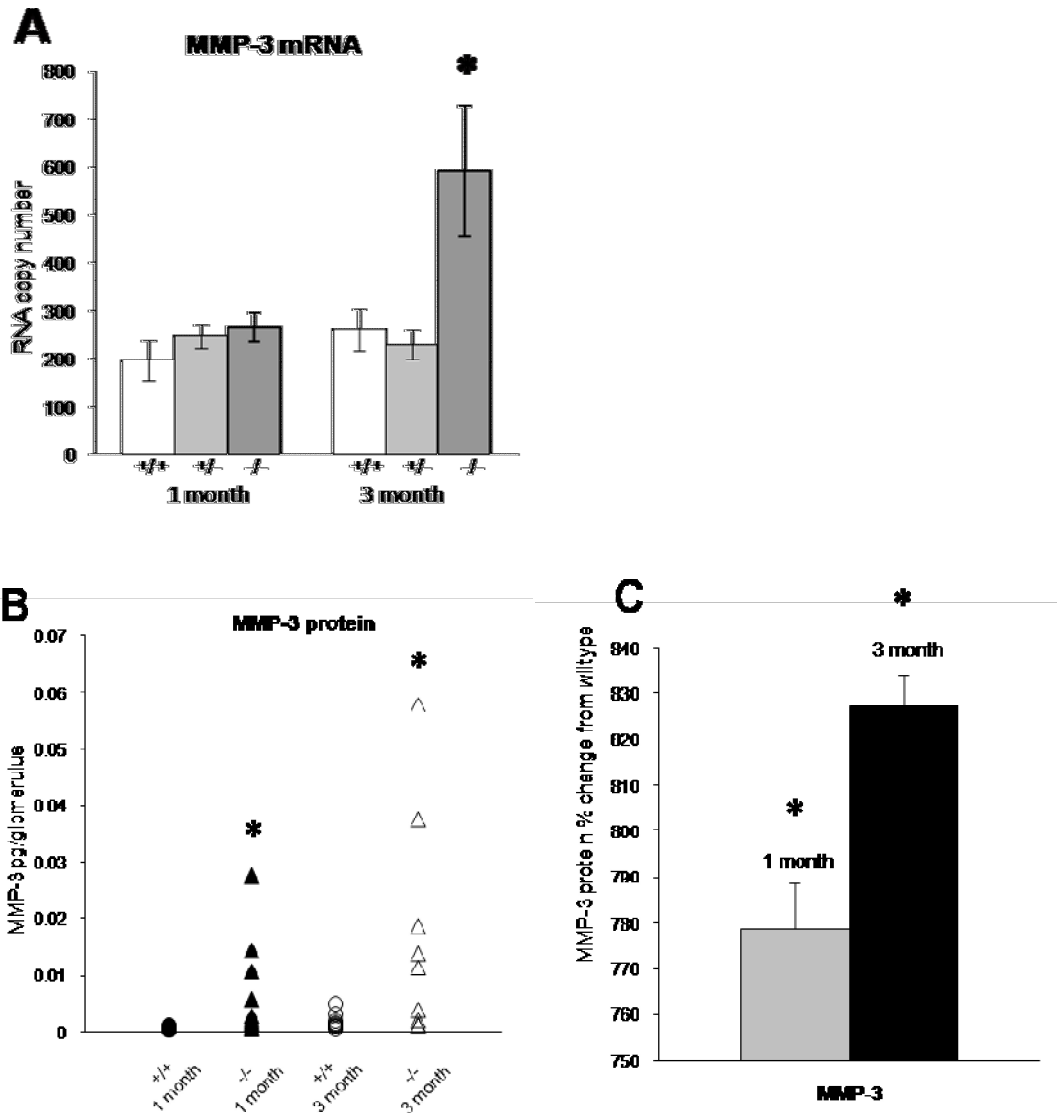 A
MMP-3 mRNA
*
800
700
600
500
400
300
200
100
0
RNA copy number
+/+ +/- -/- +/+ +/- -/-
1 month 3 month
B
MMP-3 protein
0.07
0.06
0.05
0.04
0.03
0.02
0.01
0
MMP-3 pg/glomerulus
*
*
+/+ 1 month
-/- 1 month
+/+ 3 month
-/- 3 month
C
*
3 month
*
1 month
840
830
820
810
800
790
780
770
760
750
MMP-3 prote n % change from wiltype
MMP-3